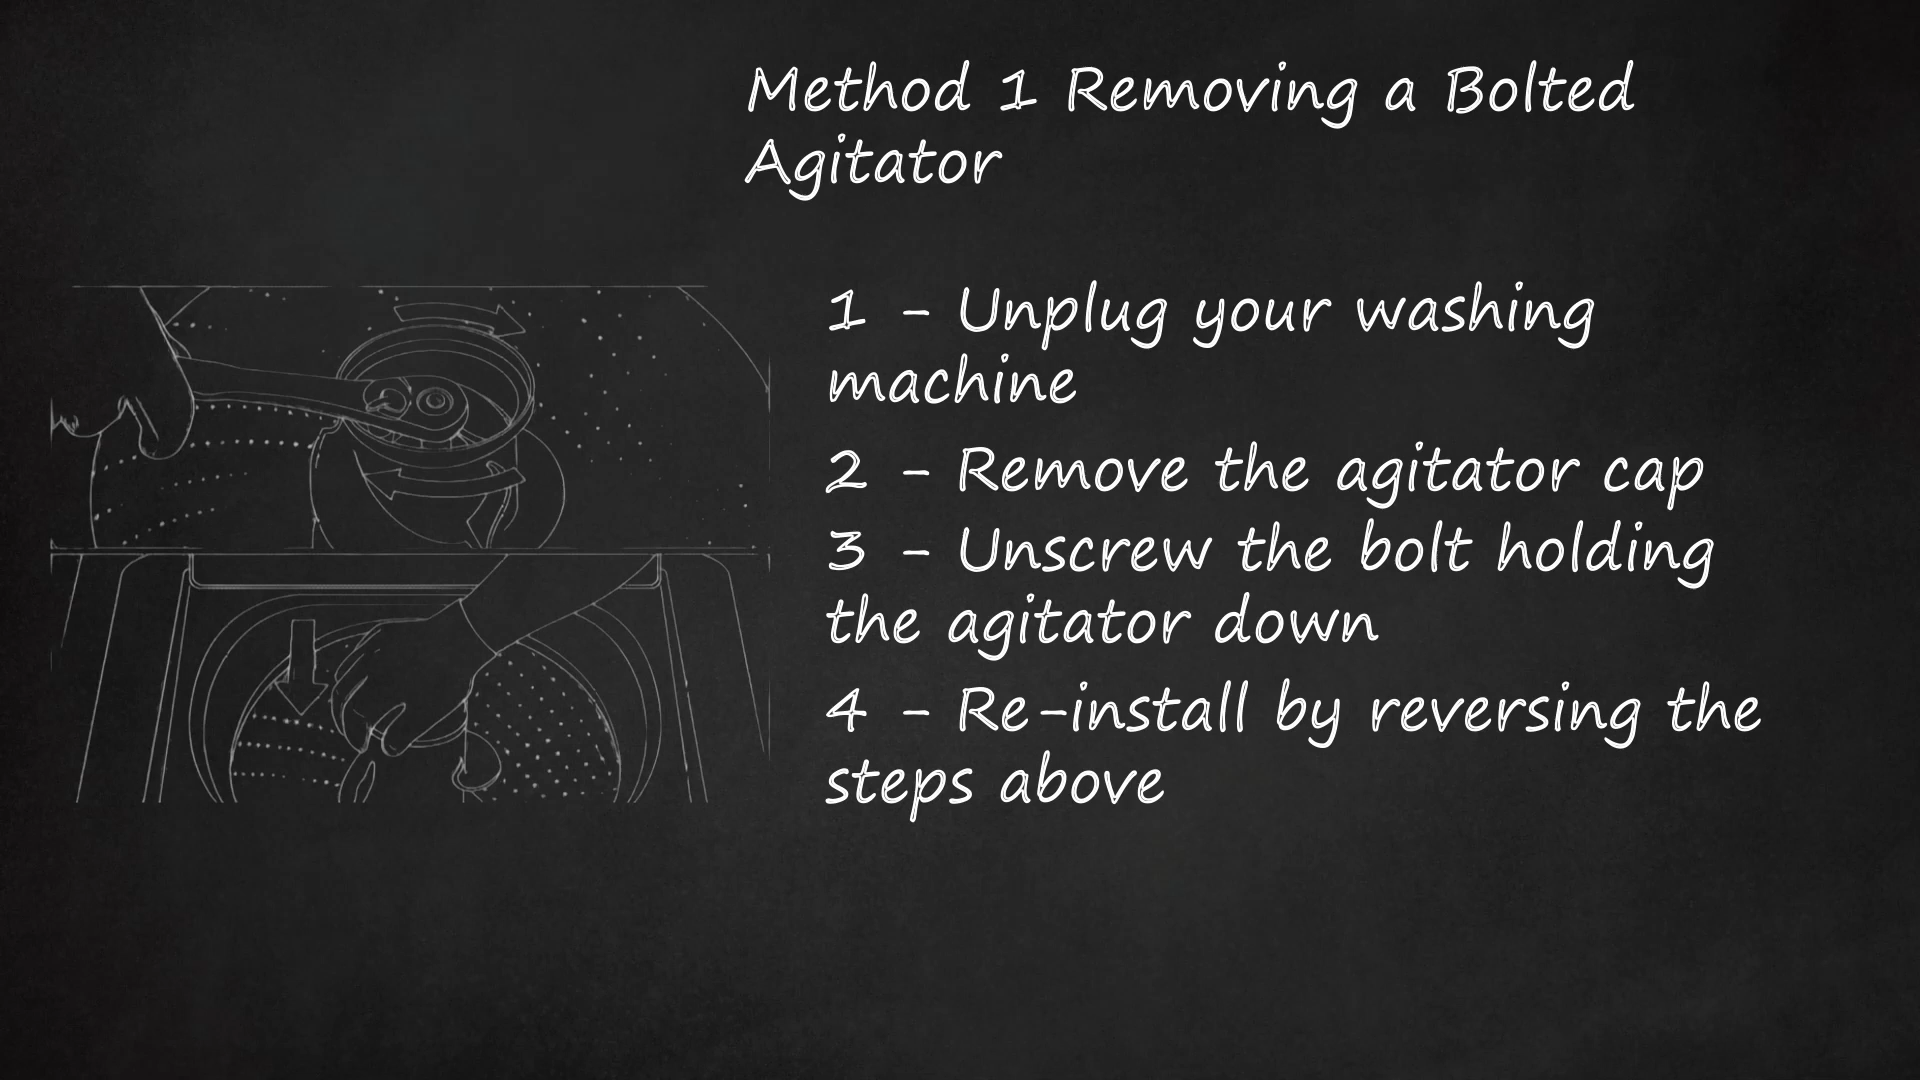 Method 1 Removing a Bolted
Agitator
1 - Unplug your washing
machine
2 - Remove the agitator cap
3 - Unscrew the bolt holding
the agitator down
4 - Re-install by reversing the
steps above